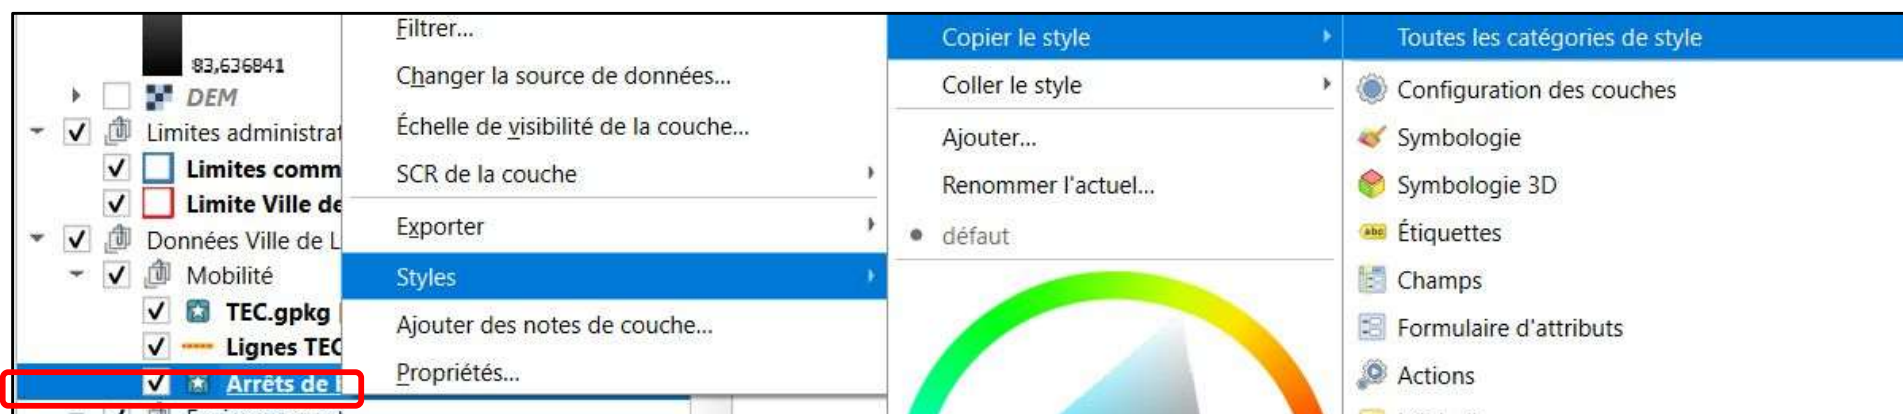 83,636841
DEM
Limites administrat
Limites comm
Limite Ville de
Données Ville de L
Mobilité
TEC.gpkg
Lignes TEC
Arrêts de
Filtrer...
Changer la source de données...
Échelle de visibilité de la couche...
SCR de la couche
Exporter
Styles
Ajouter des notes de couche...
Propriétés...
Copier le style
Coller le style
Ajouter...
Renommer l'actuel...
défaut
Toutes les catégories de style
Configuration des couches
Symbologie
Symbologie 3D
abc Étiquettes
Champs
Formulaire d'attributs
Actions